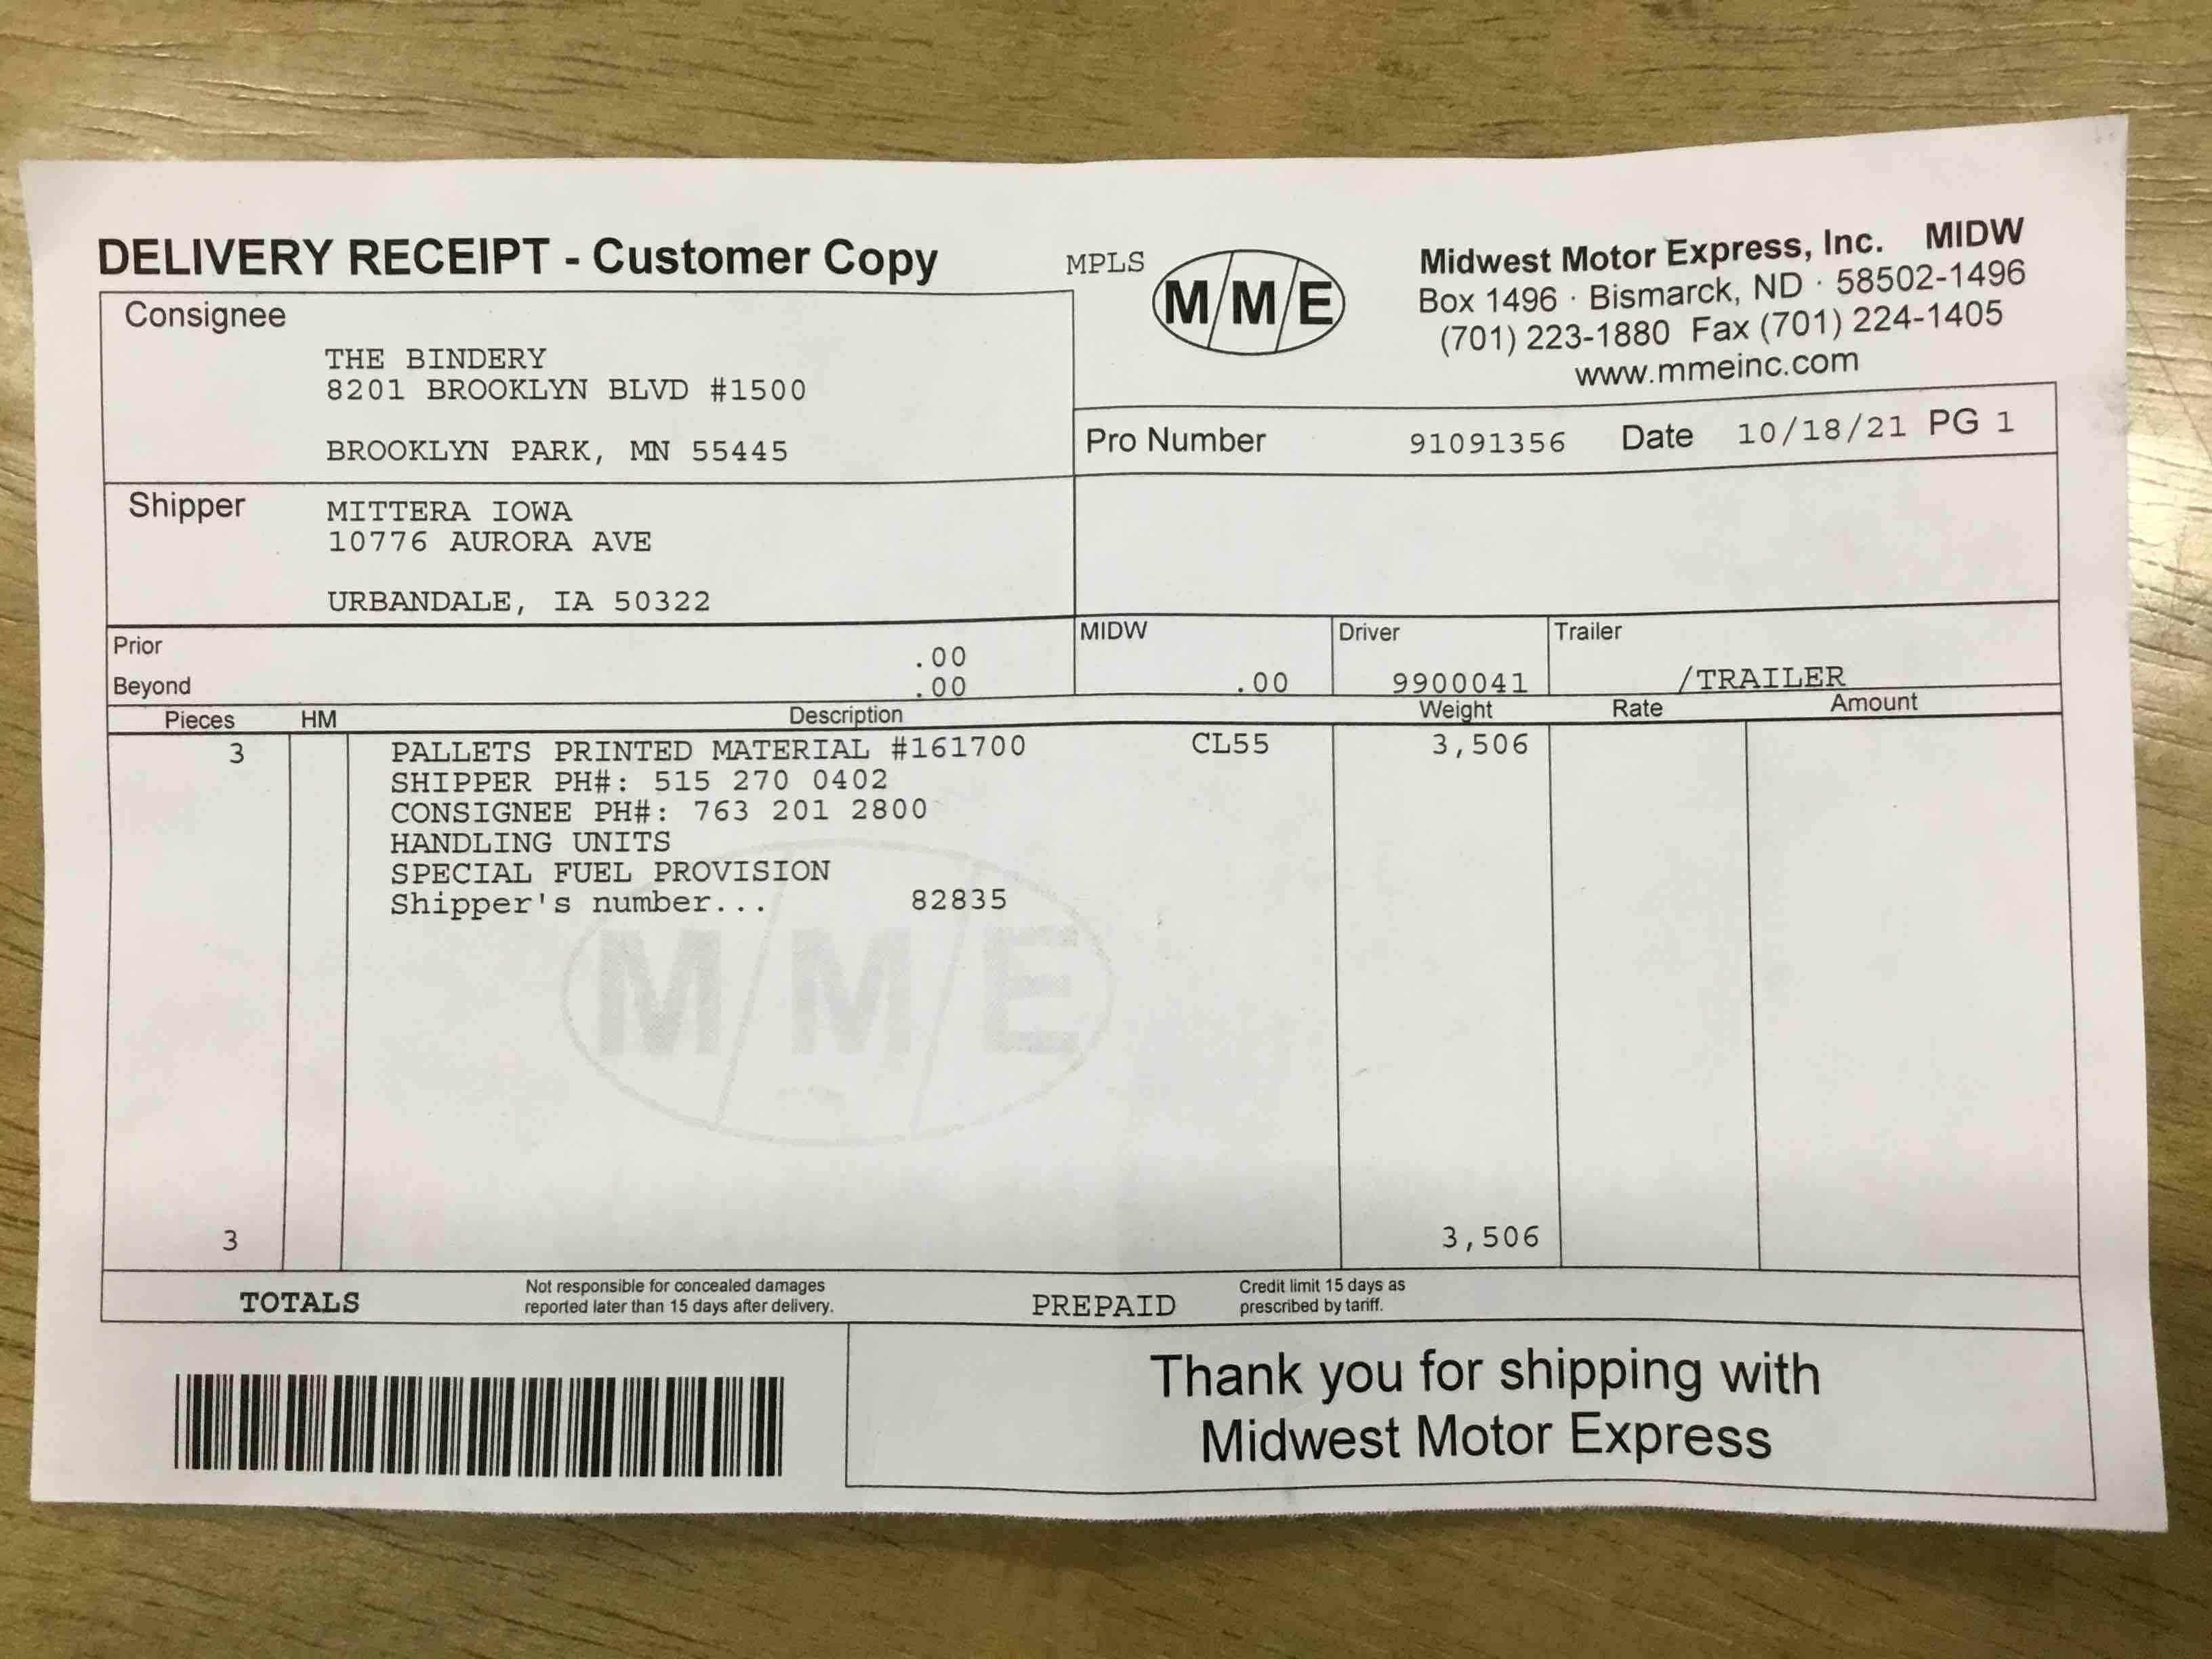 DELIVERY RECEIPT - Customer Copy
MPLS
M/M/E
Midwest Motor Express, Inc. MIDW
Box 1496 · Bismarck, ND · 58502-1496
(701) 223-1880 Fax (701) 224-1405
www.mmeinc.com
Consignee
THE BINDERY
8201 BROOKLYN BLVD #1500
BROOKLYN PARK, MN 55445
Pro Number 91091356 Date 10/18/21 PG 1
Shipper
MITTERA IOWA
10776 AURORA AVE
URBANDALE, IA 50322
Prior .00
Beyond .00
MIDW .00
Driver 9900041
Trailer /TRAILER
Pieces HM Description Weight Rate Amount
3 PALLETS PRINTED MATERIAL #161700 CL55 3,506
SHIPPER PH#: 515 270 0402
CONSIGNEE PH#: 763 201 2800
HANDLING UNITS
SPECIAL FUEL PROVISION
Shipper's number... 82835
M/M/E
3 3,506
TOTALS
Not responsible for concealed damages
reported later than 15 days after delivery.
PREPAID
Credit limit 15 days as
prescribed by tariff.
Thank you for shipping with
Midwest Motor Express